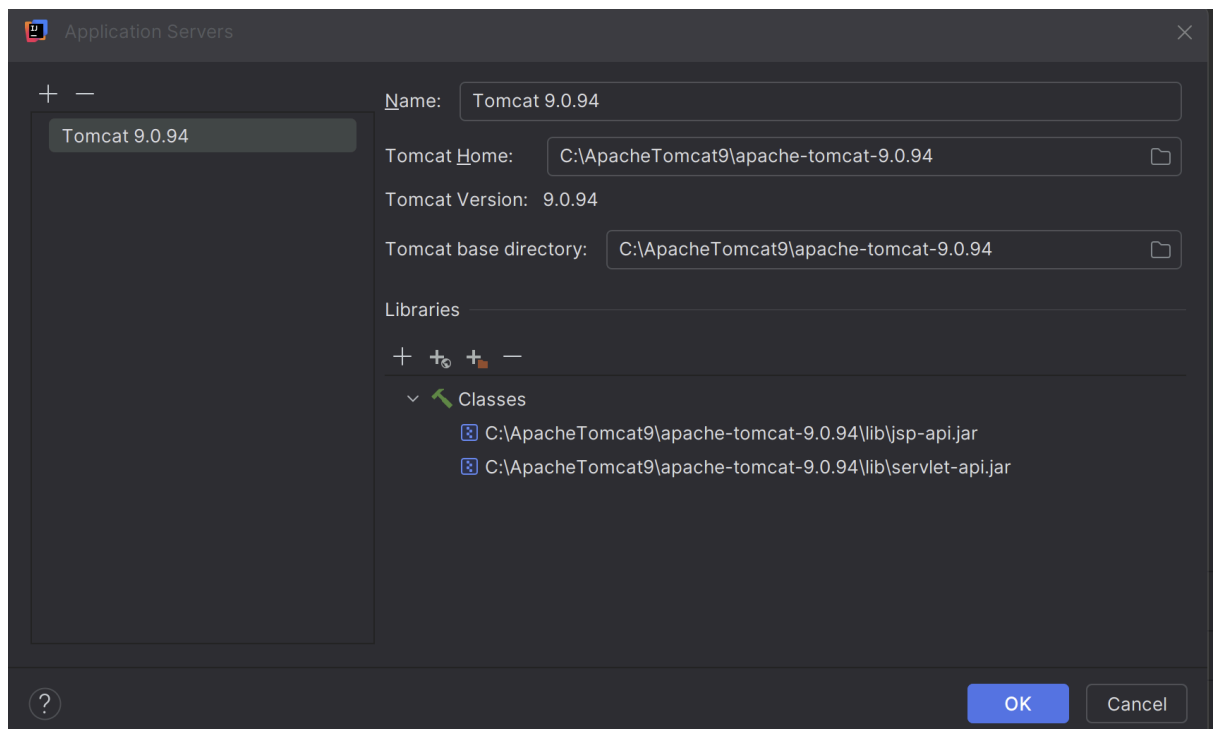 Application Servers
Name: Tomcat 9.0.94
Tomcat 9.0.94
Tomcat Home: C:\ApacheTomcat9\apache-tomcat-9.0.94
Tomcat Version: 9.0.94
Tomcat base directory: C:\ApacheTomcat9\apache-tomcat-9.0.94
Libraries
Classes
C:\ApacheTomcat9\apache-tomcat-9.0.94\lib\jsp-api.jar
C:\ApacheTomcat9\apache-tomcat-9.0.94\lib\servlet-api.jar
? OK Cancel